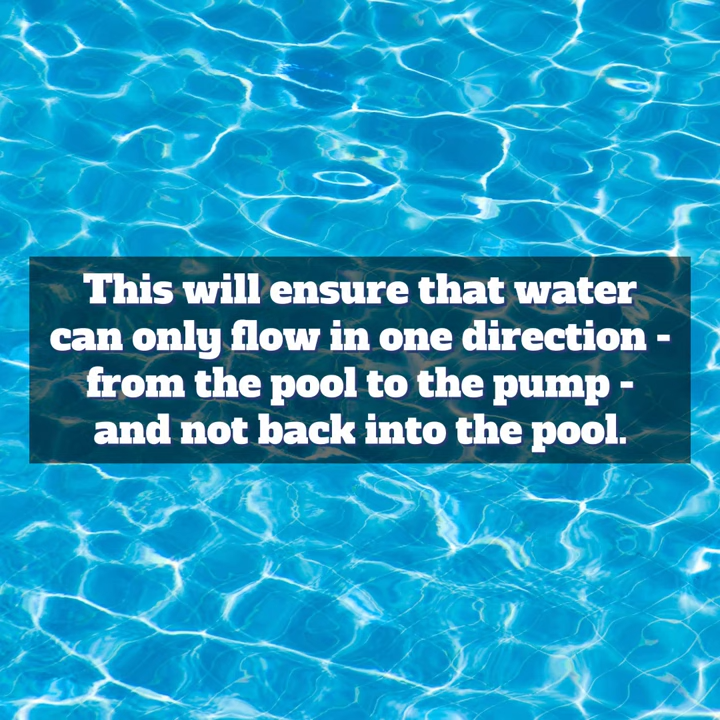 This will ensure that water
can only flow in one direction -
from the pool to the pump -
and not back into the pool.